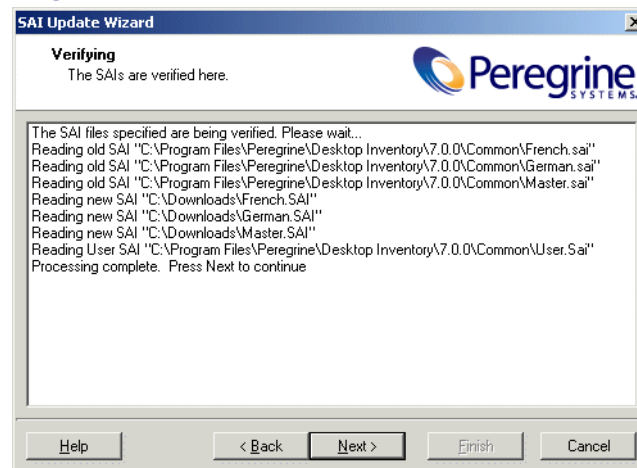 SAI Update Wizard
Verifying
The SAIs are verified here.
Peregrine
SYSTEMS
The SAI files specified are being verified. Please wait...
Reading old SAI "C:\Program Files\Peregrine\Desktop Inventory\7.0.0\Common\French.sai"
Reading old SAI "C:\Program Files\Peregrine\Desktop Inventory\7.0.0\Common\German.sai"
Reading old SAI "C:\Program Files\Peregrine\Desktop Inventory\7.0.0\Common\Master.sai"
Reading new SAI "C:\Downloads\French.SAI"
Reading new SAI "C:\Downloads\German.SAI"
Reading new SAI "C:\Downloads\Master.SAI"
Reading User SAI "C:\Program Files\Peregrine\Desktop Inventory\7.0.0\Common\User.Sai"
Processing complete.  Press Next to continue
Help
< Back
Next >
Finish
Cancel